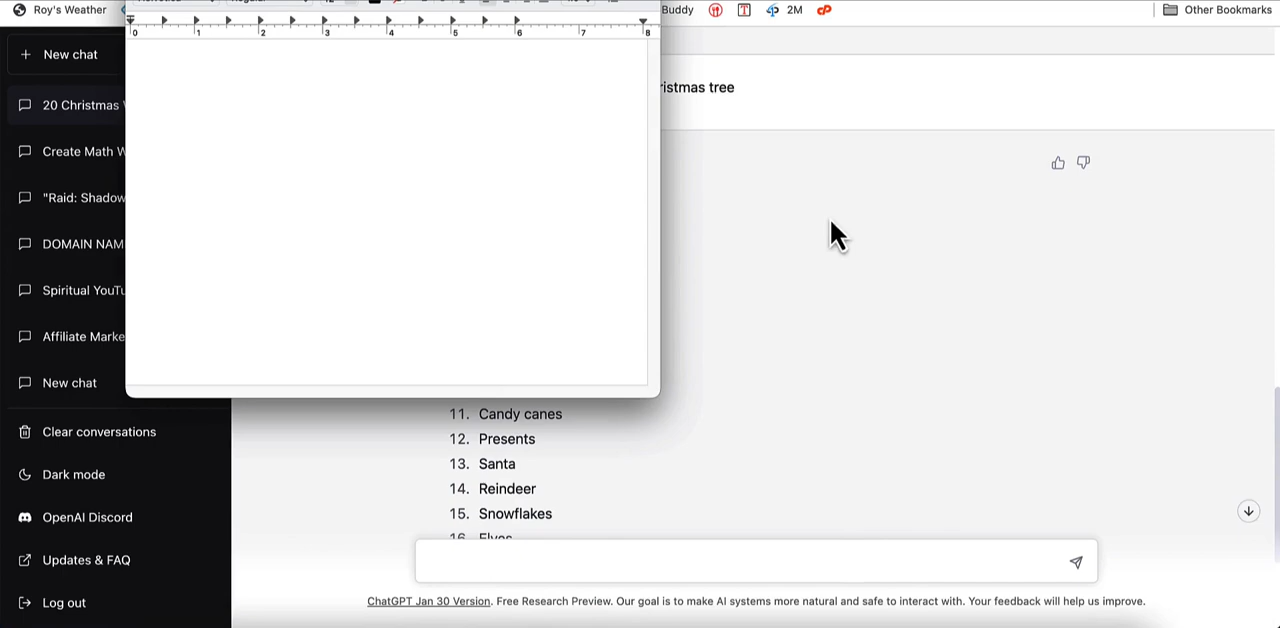 Roy's Weather
Buddy
2M
Other Bookmarks
0 1 2 3 4 5 6 7 8
New chat
20 Christmas
ristmas tree
Create Math W
"Raid: Shadow
DOMAIN NAM
Spiritual YouTu
Affiliate Marke
New chat
11. Candy canes
12. Presents
13. Santa
14. Reindeer
15. Snowflakes
16. Elves
Clear conversations
Dark mode
OpenAI Discord
Updates & FAQ
Log out
ChatGPT Jan 30 Version. Free Research Preview. Our goal is to make AI systems more natural and safe to interact with. Your feedback will help us improve.